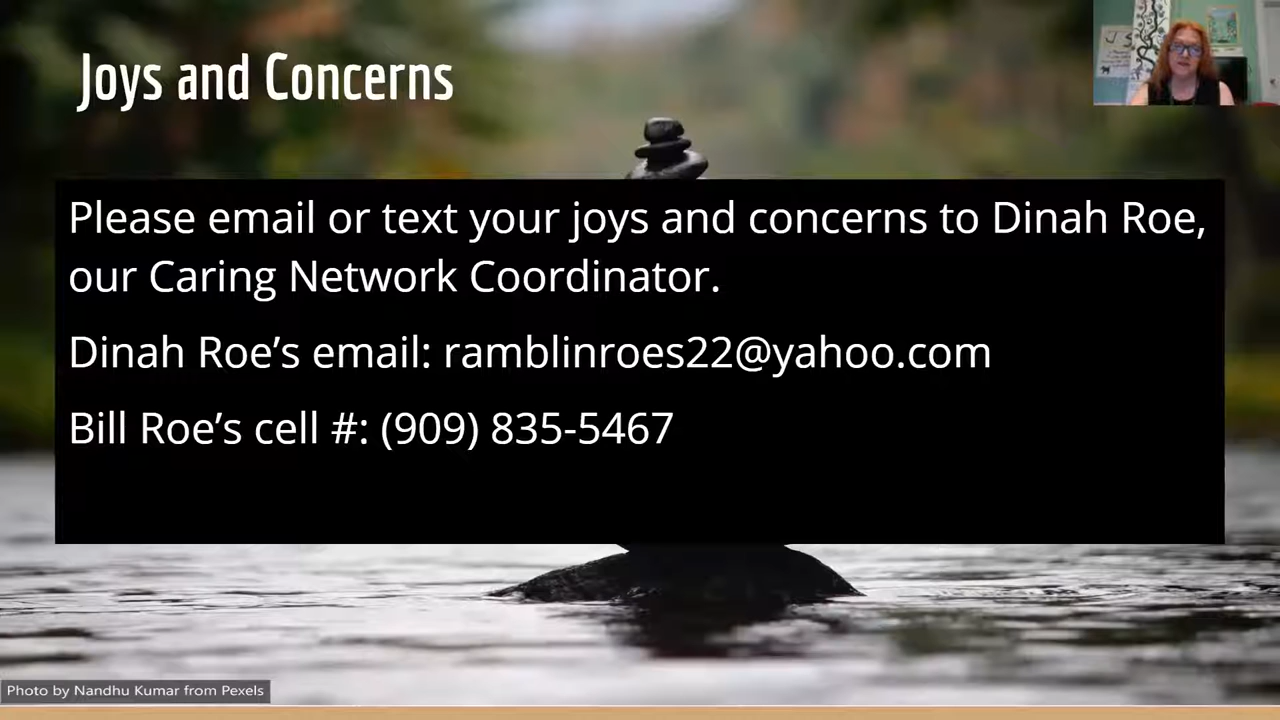 Joys and Concerns
Please email or text your joys and concerns to Dinah Roe,
our Caring Network Coordinator.
Dinah Roe’s email: ramblinroes22@yahoo.com
Bill Roe’s cell #: (909) 835-5467
Photo by Nandhu Kumar from Pexels